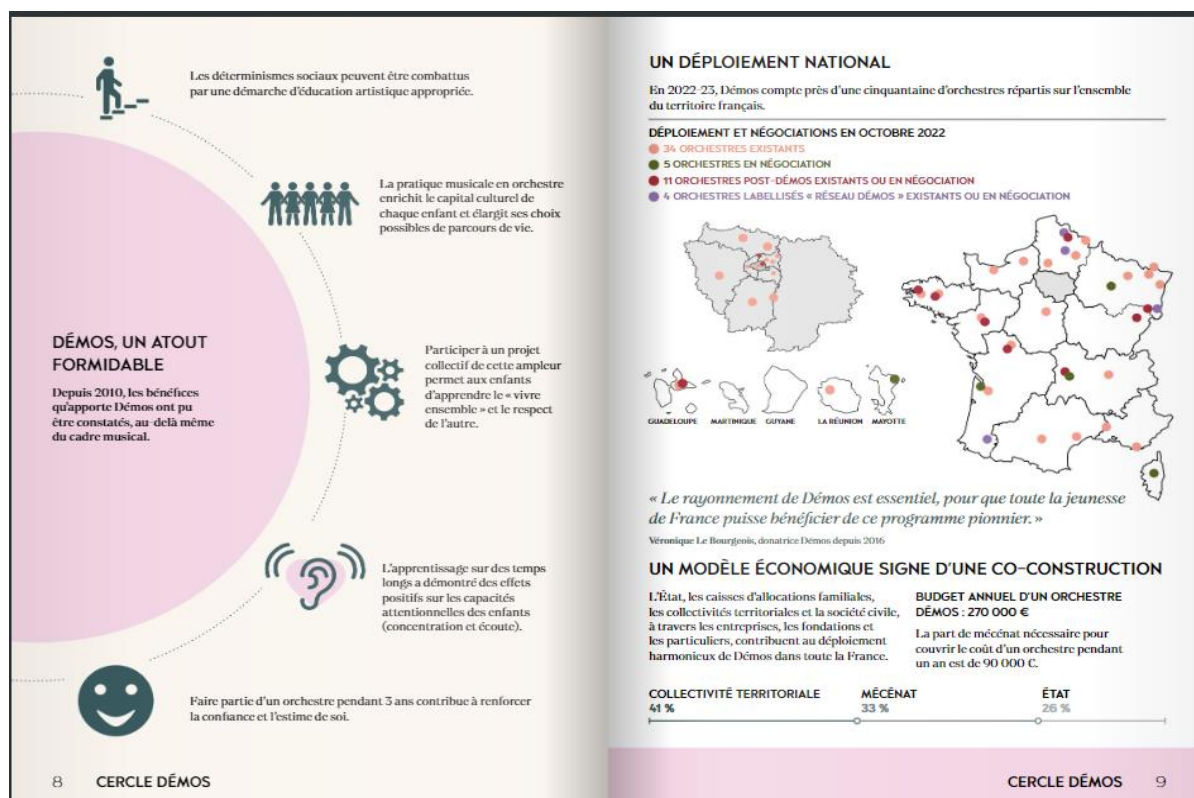 Les déterminismes sociaux peuvent être combattus
par une démarche d'éducation artistique appropriée.
La pratique musicale en orchestre
enrichit le capital culturel de
chaque enfant et élargit ses choix
possibles de parcours de vie.
DÉMOS, UN ATOUT
FORMIDABLE
Depuis 2010, les bénéfices
qu'apporte Démos ont pu
être constatés, au-delà même
du cadre musical.
Participer à un projet
collectif de cette ampleur
permet aux enfants
d'apprendre le « vivre
ensemble » et le respect
de l'autre.
L'apprentissage sur des temps
longs a démontré des effets
positifs sur les capacités
attentionnelles des enfants
(concentration et écoute).
Faire partie d'un orchestre pendant 3 ans contribue à renforcer
la confiance et l'estime de soi.
8 CERCLE DÉMOS
UN DÉPLOIEMENT NATIONAL
En 2022-23, Démos compte près d'une cinquantaine d'orchestres répartis sur l'ensemble
du territoire français.
DÉPLOIEMENT ET NÉGOCIATIONS EN OCTOBRE 2022
34 ORCHESTRES EXISTANTS
5 ORCHESTRES EN NÉGOCIATION
11 ORCHESTRES POST-DÉMOS EXISTANTS OU EN NÉGOCIATION
4 ORCHESTRES LABELLISÉS « RÉSEAU DÉMOS » EXISTANTS OU EN NÉGOCIATION
GUADELOUPE MARTINIQUE GUYANE LA RÉUNION MAYOTTE
« Le rayonnement de Démos est essentiel, pour que toute la jeunesse
de France puisse bénéficier de ce programme pionnier. »
Véronique Le Bourgeois, donatrice Démos depuis 2016
UN MODÈLE ÉCONOMIQUE SIGNE D'UNE CO-CONSTRUCTION
L'État, les caisses d'allocations familiales,
les collectivités territoriales et la société civile,
à travers les entreprises, les fondations et
les particuliers, contribuent au déploiement
harmonieux de Démos dans toute la France.
BUDGET ANNUEL D'UN ORCHESTRE
DÉMOS : 270 000 €
La part de mécénat nécessaire pour
couvrir le coût d'un orchestre pendant
un an est de 90 000 €.
COLLECTIVITÉ TERRITORIALE MÉCÉNAT ÉTAT
41 % 33 % 26 %
CERCLE DÉMOS 9